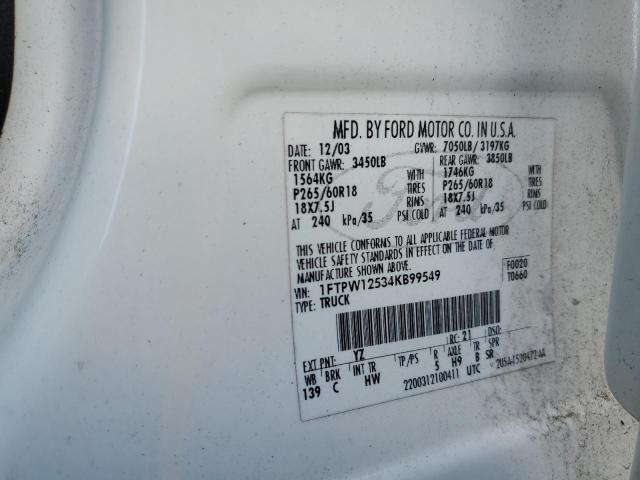 MFD. BY FORD MOTOR CO. IN U.S.A.
DATE: 12/03 GVWR: 7050LB/ 3197KG
FRONT GAWR: 3450LB REAR GAWR: 3850LB
1564KG WITH 1746KG WITH
P265/60R18 TIRES P265/60R18 TIRES
18X7.5J RIMS 18X7.5J RIMS
AT 240 kPa/35 PSI COLD AT 240 kPa/35 PSI COLD
THIS VEHICLE CONFORMS TO ALL APPLICABLE FEDERAL MOTOR
VEHICLE SAFETY STANDARDS IN EFFECT ON THE DATE OF
MANUFACTURE SHOWN ABOVE.
VIN: 1FTPW12534KB99549 F0020
TYPE: TRUCK T0660
EXT PNT: YZ RC: 21 DSO:
WB BRK INT TR TP/PS R AXLE TR SPR
139 C HW 5 H9 B SR
2200312100411 UTC
Ford